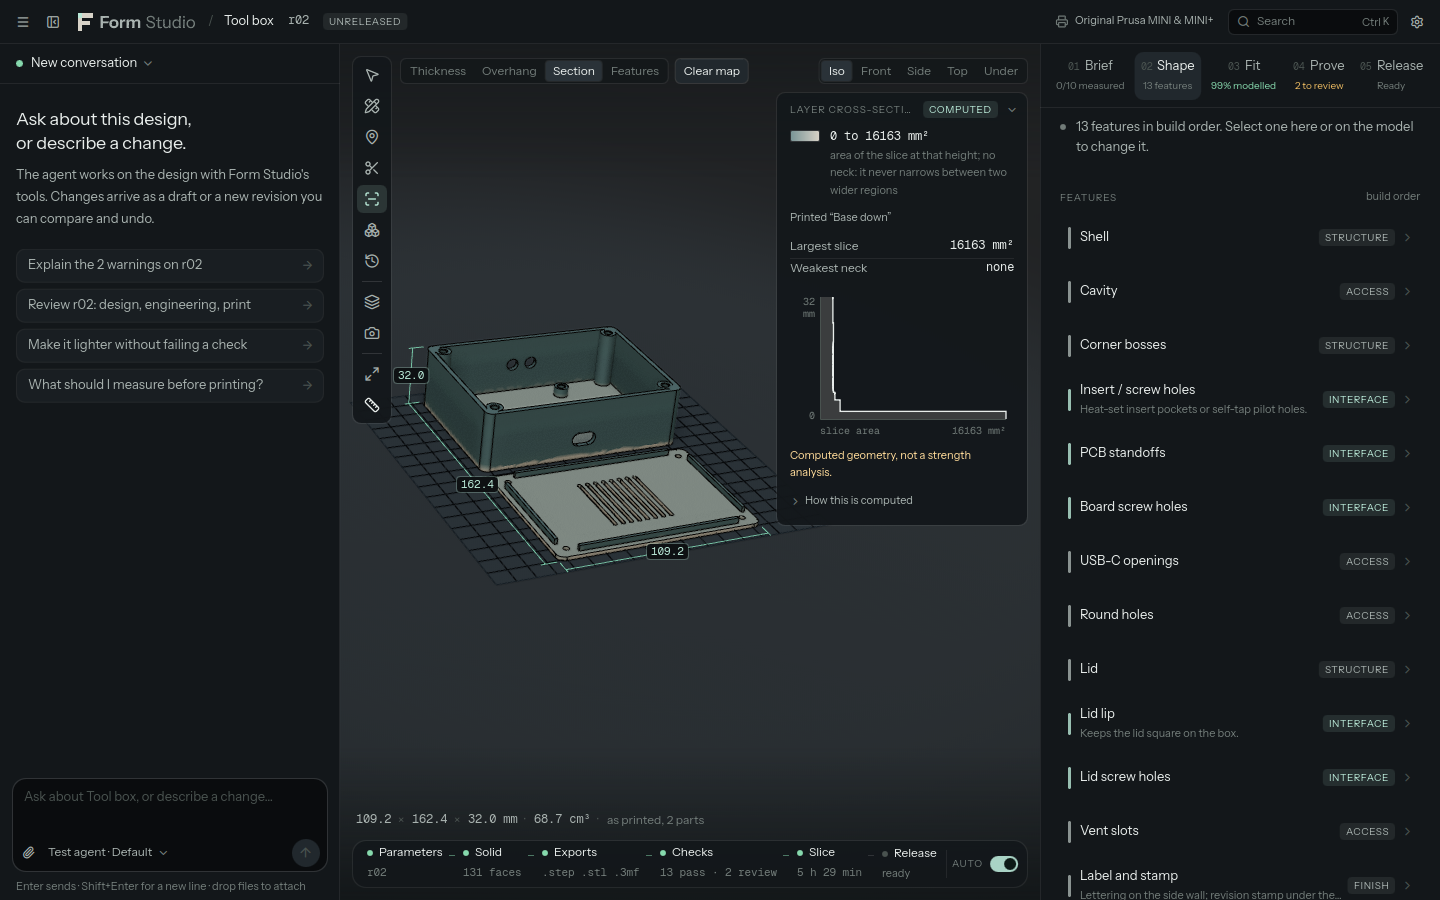 Form Studio / Tool box r02 UNRELEASED
Original Prusa MINI & MINI+
Search Ctrl K
New conversation
Ask about this design,
or describe a change.
The agent works on the design with Form Studio's
tools. Changes arrive as a draft or a new revision you
can compare and undo.
Explain the 2 warnings on r02
Review r02: design, engineering, print
Make it lighter without failing a check
What should I measure before printing?
Ask about Tool box, or describe a change...
Test agent · Default
Enter sends · Shift+Enter for a new line · drop files to attach
Thickness Overhang Section Features Clear map
Iso Front Side Top Under
LAYER CROSS-SECTI... COMPUTED
0 to 16163 mm²
area of the slice at that height; no
neck: it never narrows between two
wider regions
Printed “Base down”
Largest slice 16163 mm²
Weakest neck none
32
mm
0
slice area 16163 mm²
Computed geometry, not a strength
analysis.
How this is computed
32.0
162.4
109.2
109.2 × 162.4 × 32.0 mm · 68.7 cm³ · as printed, 2 parts
Parameters Solid Exports Checks Slice Release
r02 131 faces .step .stl .3mf 13 pass · 2 review 5 h 29 min ready
AUTO
01 Brief 02 Shape 03 Fit 04 Prove 05 Release
0/10 measured 13 features 99% modelled 2 to review Ready
13 features in build order. Select one here or on the model
to change it.
FEATURES build order
Shell STRUCTURE
Cavity ACCESS
Corner bosses STRUCTURE
Insert / screw holes INTERFACE
Heat-set insert pockets or self-tap pilot holes.
PCB standoffs INTERFACE
Board screw holes INTERFACE
USB-C openings ACCESS
Round holes ACCESS
Lid STRUCTURE
Lid lip INTERFACE
Keeps the lid square on the box.
Lid screw holes INTERFACE
Vent slots ACCESS
Label and stamp FINISH
Lettering on the side wall; revision stamp under the...